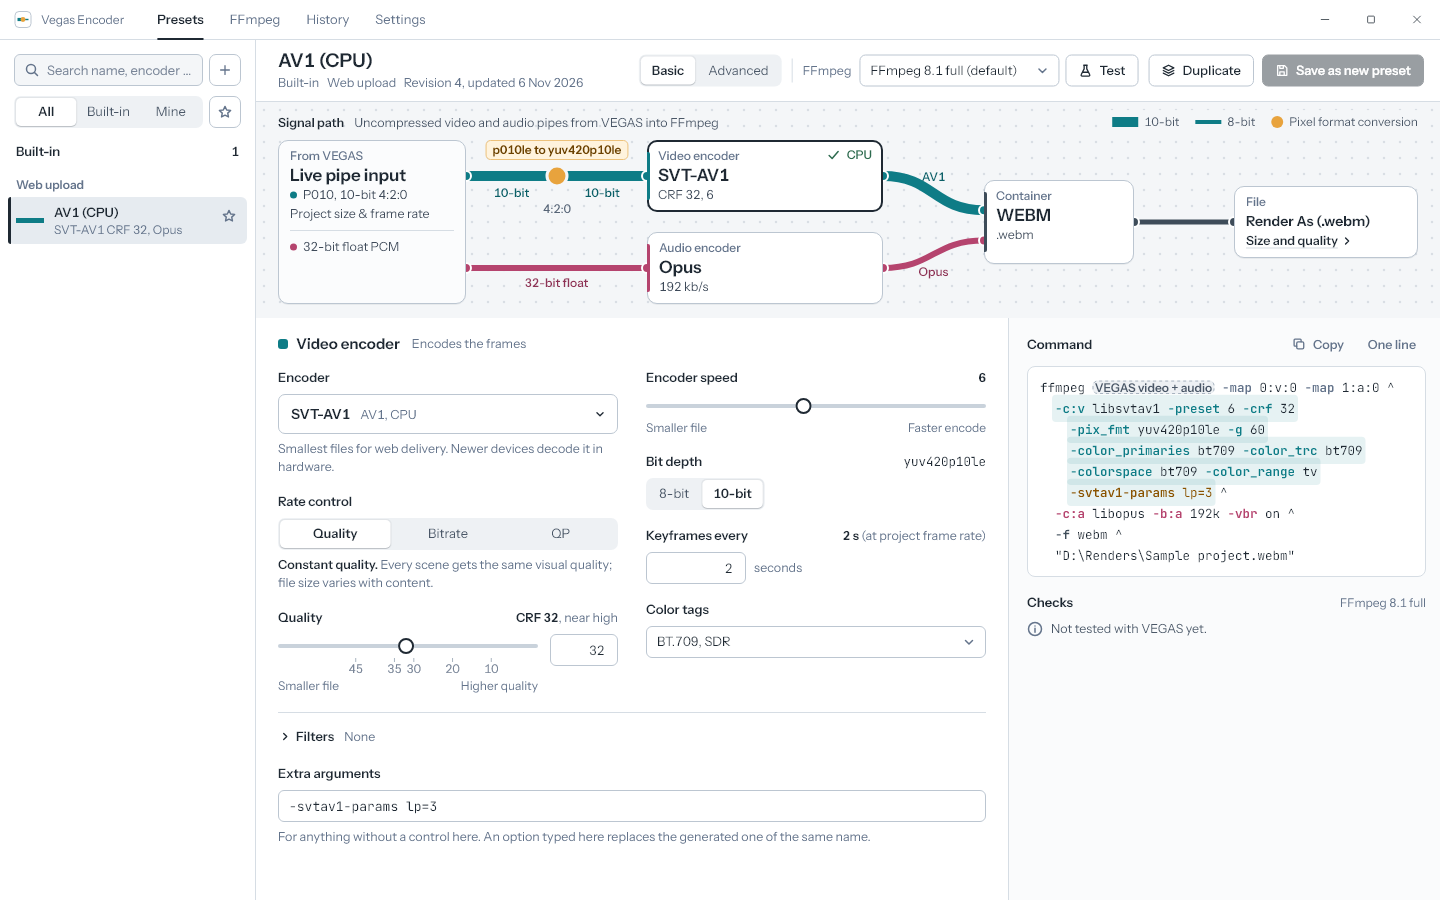 Vegas Encoder
Presets
FFmpeg
History
Settings
Search name, encoder ...
All
Built-in
Mine
Built-in
1
Web upload
AV1 (CPU)
SVT-AV1 CRF 32, Opus
AV1 (CPU)
Built-in Web upload Revision 4, updated 6 Nov 2026
Basic
Advanced
FFmpeg
FFmpeg 8.1 full (default)
Test
Duplicate
Save as new preset
Signal path Uncompressed video and audio pipes from VEGAS into FFmpeg
10-bit
8-bit
Pixel format conversion
From VEGAS
Live pipe input
P010, 10-bit 4:2:0
Project size & frame rate
32-bit float PCM
p010le to yuv420p10le
10-bit
10-bit
4:2:0
32-bit float
Video encoder
CPU
SVT-AV1
CRF 32, 6
Audio encoder
Opus
192 kb/s
AV1
Opus
Container
WEBM
.webm
File
Render As (.webm)
Size and quality
Video encoder Encodes the frames
Encoder
SVT-AV1 AV1, CPU
Smallest files for web delivery. Newer devices decode it in
hardware.
Rate control
Quality
Bitrate
QP
Constant quality. Every scene gets the same visual quality;
file size varies with content.
Quality
CRF 32, near high
32
45 35 30 20 10
Smaller file
Higher quality
Encoder speed
6
Smaller file
Faster encode
Bit depth
yuv420p10le
8-bit
10-bit
Keyframes every
2 s (at project frame rate)
2
seconds
Color tags
BT.709, SDR
Filters None
Extra arguments
-svtav1-params lp=3
For anything without a control here. An option typed here replaces the generated one of the same name.
Command
Copy
One line
ffmpeg VEGAS video + audio -map 0:v:0 -map 1:a:0 ^
-c:v libsvtav1 -preset 6 -crf 32
-pix_fmt yuv420p10le -g 60
-color_primaries bt709 -color_trc bt709
-colorspace bt709 -color_range tv
-svtav1-params lp=3 ^
-c:a libopus -b:a 192k -vbr on ^
-f webm ^
"D:\Renders\Sample project.webm"
Checks
FFmpeg 8.1 full
Not tested with VEGAS yet.